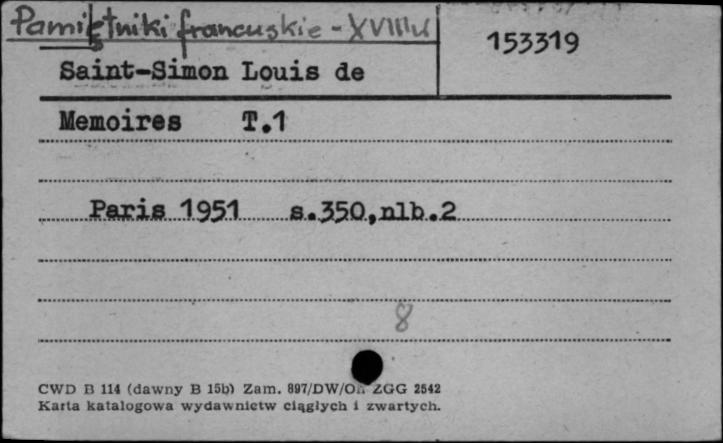 Pamiętniki francuskie - XVIIIw
153319
Saint-Simon Louis de
Memoires T.1
Paris 1951 s.350,nlb.2
8
CWD B 114 (dawny B 15b) Zam. 897/DW/Oh ZGG 2542
Karta katalogowa wydawnictw ciągłych i zwartych.